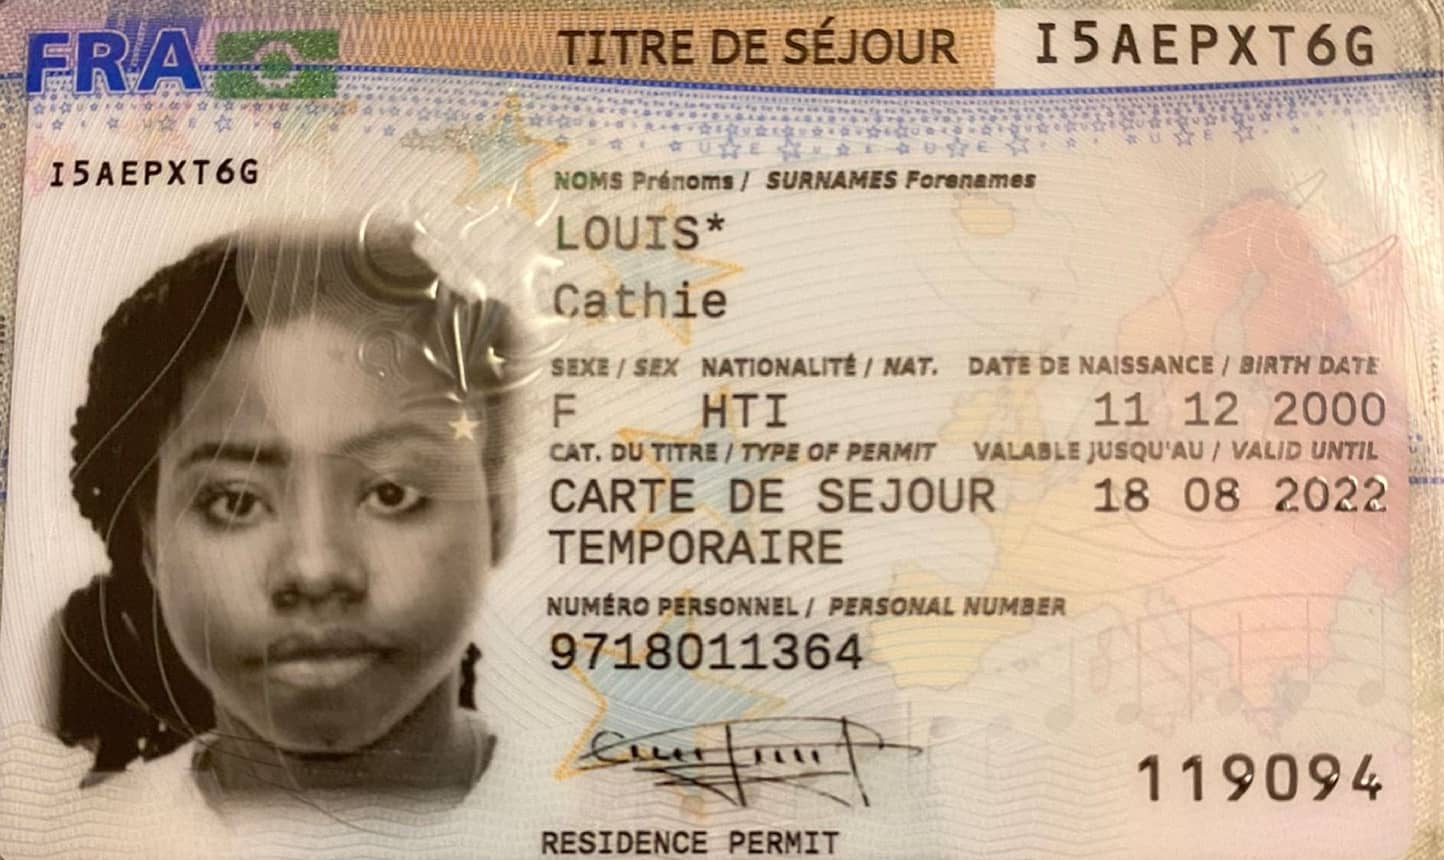 FRA TITRE DE SÉJOUR I5AEPXT6G
I5AEPXT6G
NOMS Prénoms / SURNAMES Forenames
LOUIS*
Cathie
SEXE / SEX NATIONALITÉ / NAT. DATE DE NAISSANCE / BIRTH DATE
F HTI 11 12 2000
CAT. DU TITRE / TYPE OF PERMIT VALABLE JUSQU'AU / VALID UNTIL
CARTE DE SEJOUR 18 08 2022
TEMPORAIRE
NUMÉRO PERSONNEL / PERSONAL NUMBER
9718011364
119094
RESIDENCE PERMIT